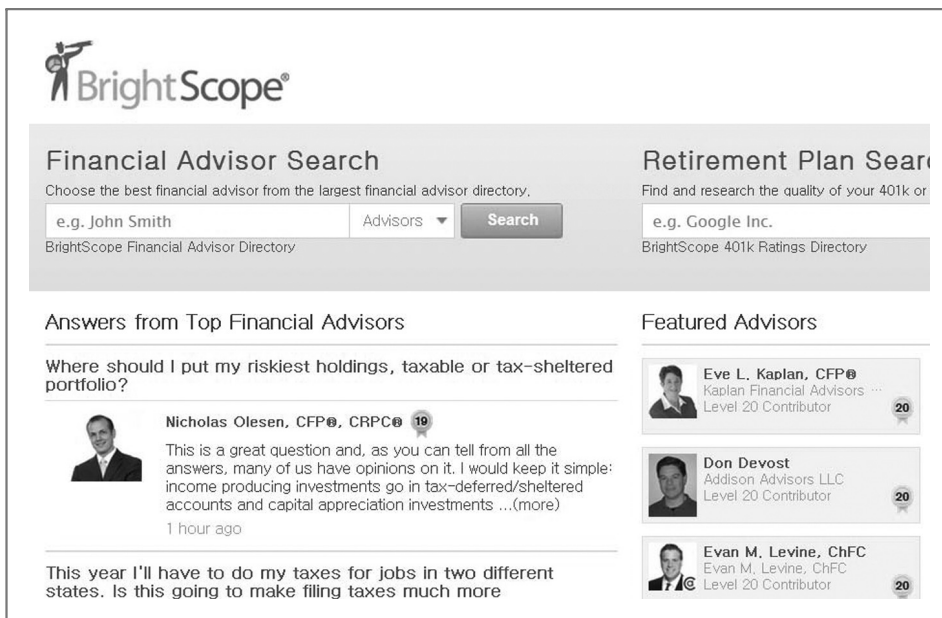 BrightScope®
Financial Advisor Search
Choose the best financial advisor from the largest financial advisor directory.
e.g. John Smith
Advisors
Search
BrightScope Financial Advisor Directory
Retirement Plan Sear
Find and research the quality of your 401k or
e.g. Google Inc.
BrightScope 401k Ratings Directory
Answers from Top Financial Advisors
Where should I put my riskiest holdings, taxable or tax-sheltered
portfolio?
Nicholas Olesen, CFP®, CRPC® 19
This is a great question and, as you can tell from all the
answers, many of us have opinions on it. I would keep it simple:
income producing investments go in tax-deferred/sheltered
accounts and capital appreciation investments ...(more)
1 hour ago
This year I'll have to do my taxes for jobs in two different
states. Is this going to make filing taxes much more
Featured Advisors
Eve L. Kaplan, CFP®
Kaplan Financial Advisors ...
Level 20 Contributor
20
Don Devost
Addison Advisors LLC
Level 20 Contributor
20
Evan M. Levine, ChFC
Evan M. Levine, ChFC
Level 20 Contributor
20